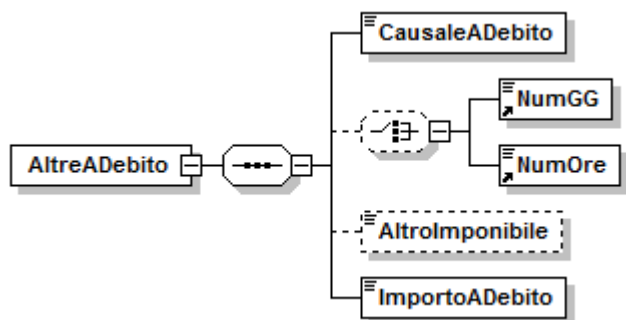 CausaleADebito
NumGG
AltreADebito
NumOre
AltroImponibile
ImportoADebito